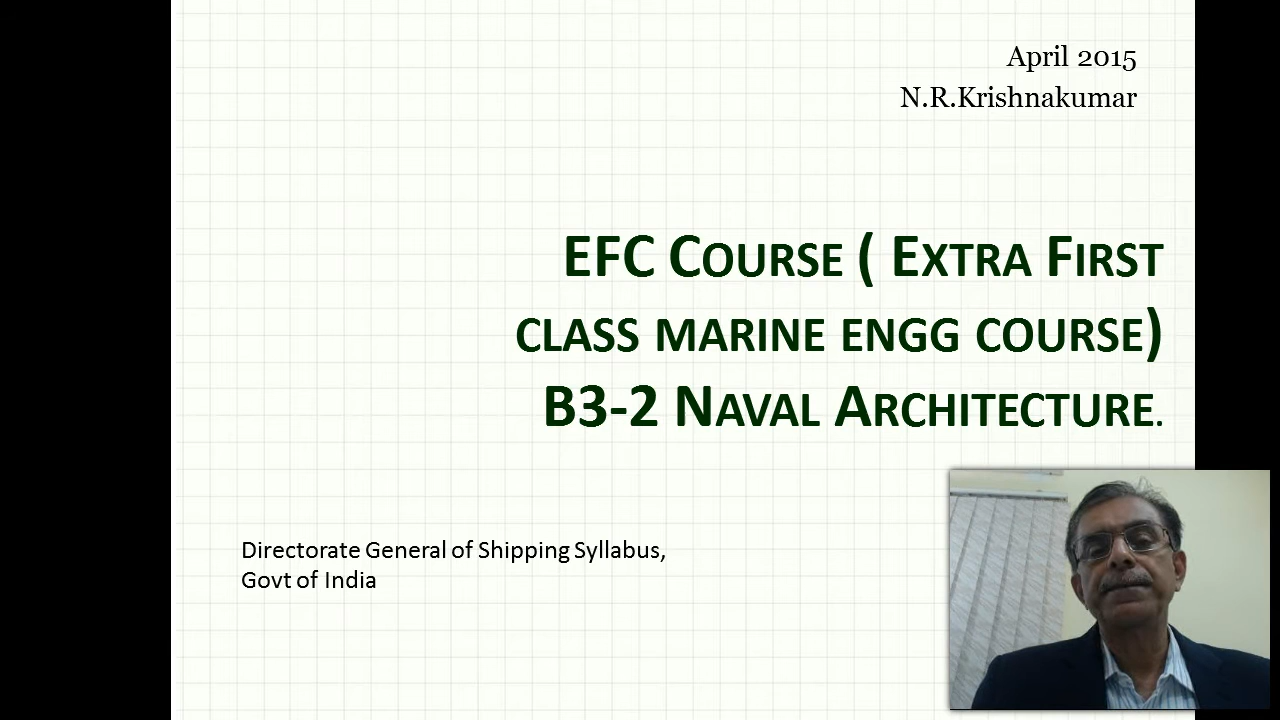 April 2015
N.R.Krishnakumar
EFC COURSE ( EXTRA FIRST
CLASS MARINE ENGG COURSE)
B3-2 NAVAL ARCHITECTURE.
Directorate General of Shipping Syllabus,
Govt of India